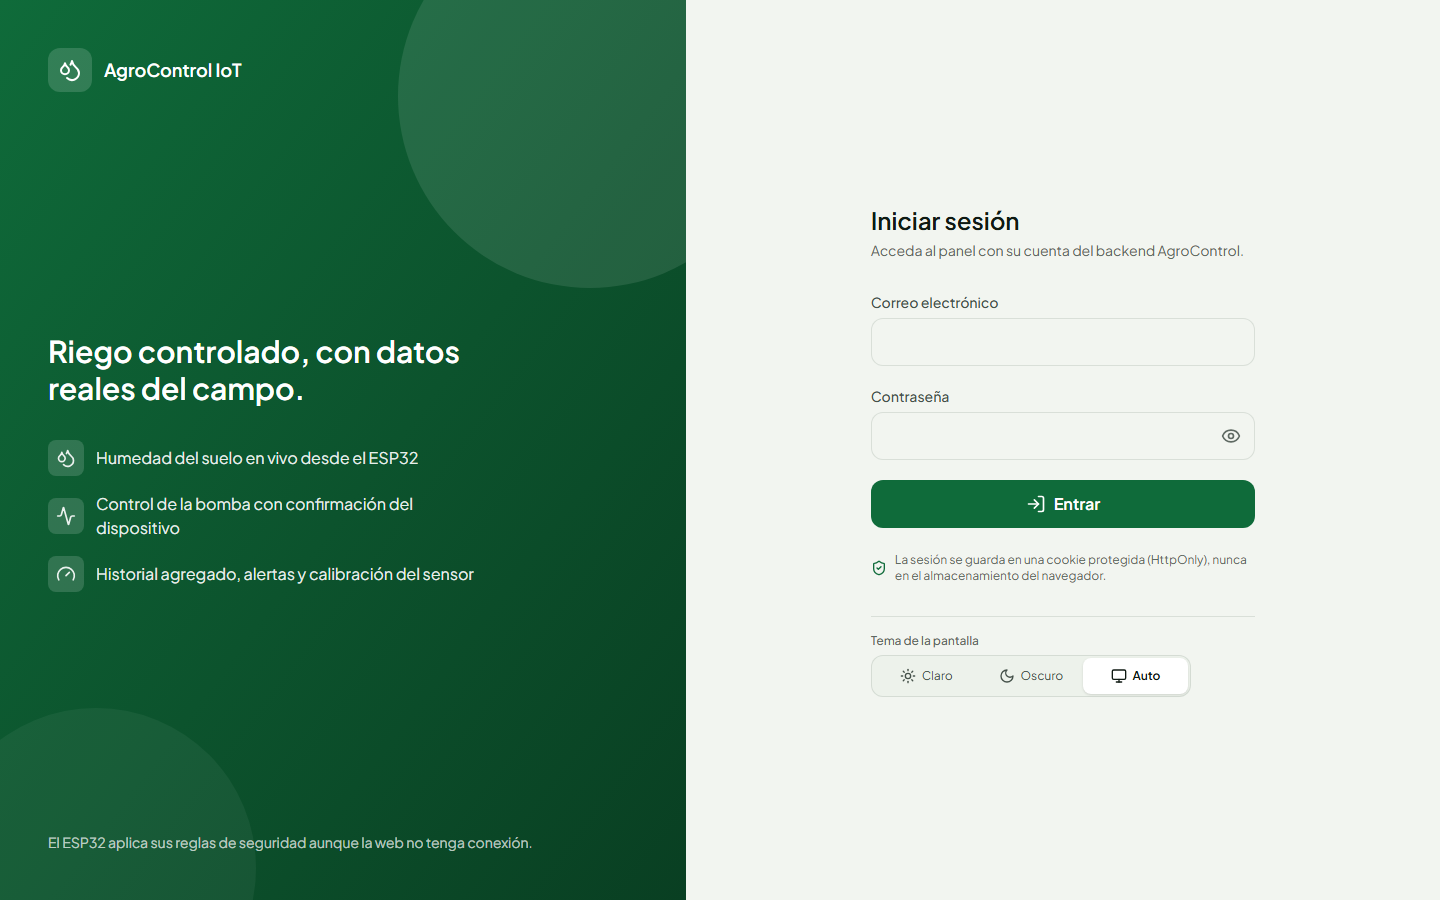 AgroControl IoT
Riego controlado, con datos
reales del campo.
Humedad del suelo en vivo desde el ESP32
Control de la bomba con confirmación del
dispositivo
Historial agregado, alertas y calibración del sensor
El ESP32 aplica sus reglas de seguridad aunque la web no tenga conexión.
Iniciar sesión
Acceda al panel con su cuenta del backend AgroControl.
Correo electrónico
Contraseña
Entrar
La sesión se guarda en una cookie protegida (HttpOnly), nunca
en el almacenamiento del navegador.
Tema de la pantalla
Claro Oscuro Auto